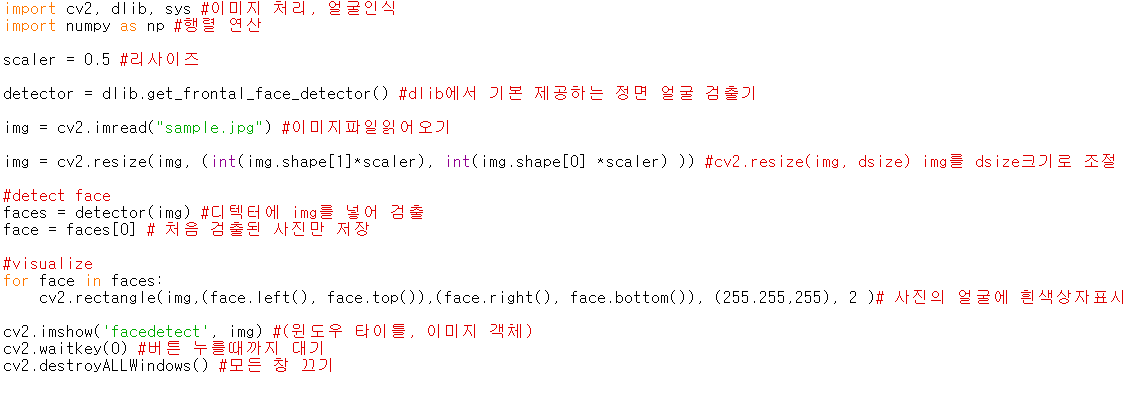 import cv2, dlib, sys #이미지 처리, 얼굴인식
import numpy as np #행렬 연산
scaler = 0.5 #리사이즈
detector = dlib.get_frontal_face_detector() #dlib에서 기본 제공하는 정면 얼굴 검출기
img = cv2.imread("sample.jpg") #이미지파일읽어오기
img = cv2.resize(img, (int(img.shape[1]*scaler), int(img.shape[0] *scaler) )) #cv2.resize(img, dsize) img를 dsize크기로 조절
#detect face
faces = detector(img) #디텍터에 img를 넣어 검출
face = faces[0] # 처음 검출된 사진만 저장
#visualize
for face in faces:
    cv2.rectangle(img,(face.left(), face.top()),(face.right(), face.bottom()), (255.255,255), 2 )# 사진의 얼굴에 흰색상자표시
cv2.imshow('facedetect', img) #(윈도우 타이틀, 이미지 객체)
cv2.waitkey(0) #버튼 누를때까지 대기
cv2.destroyALLWindows() #모든 창 끄기